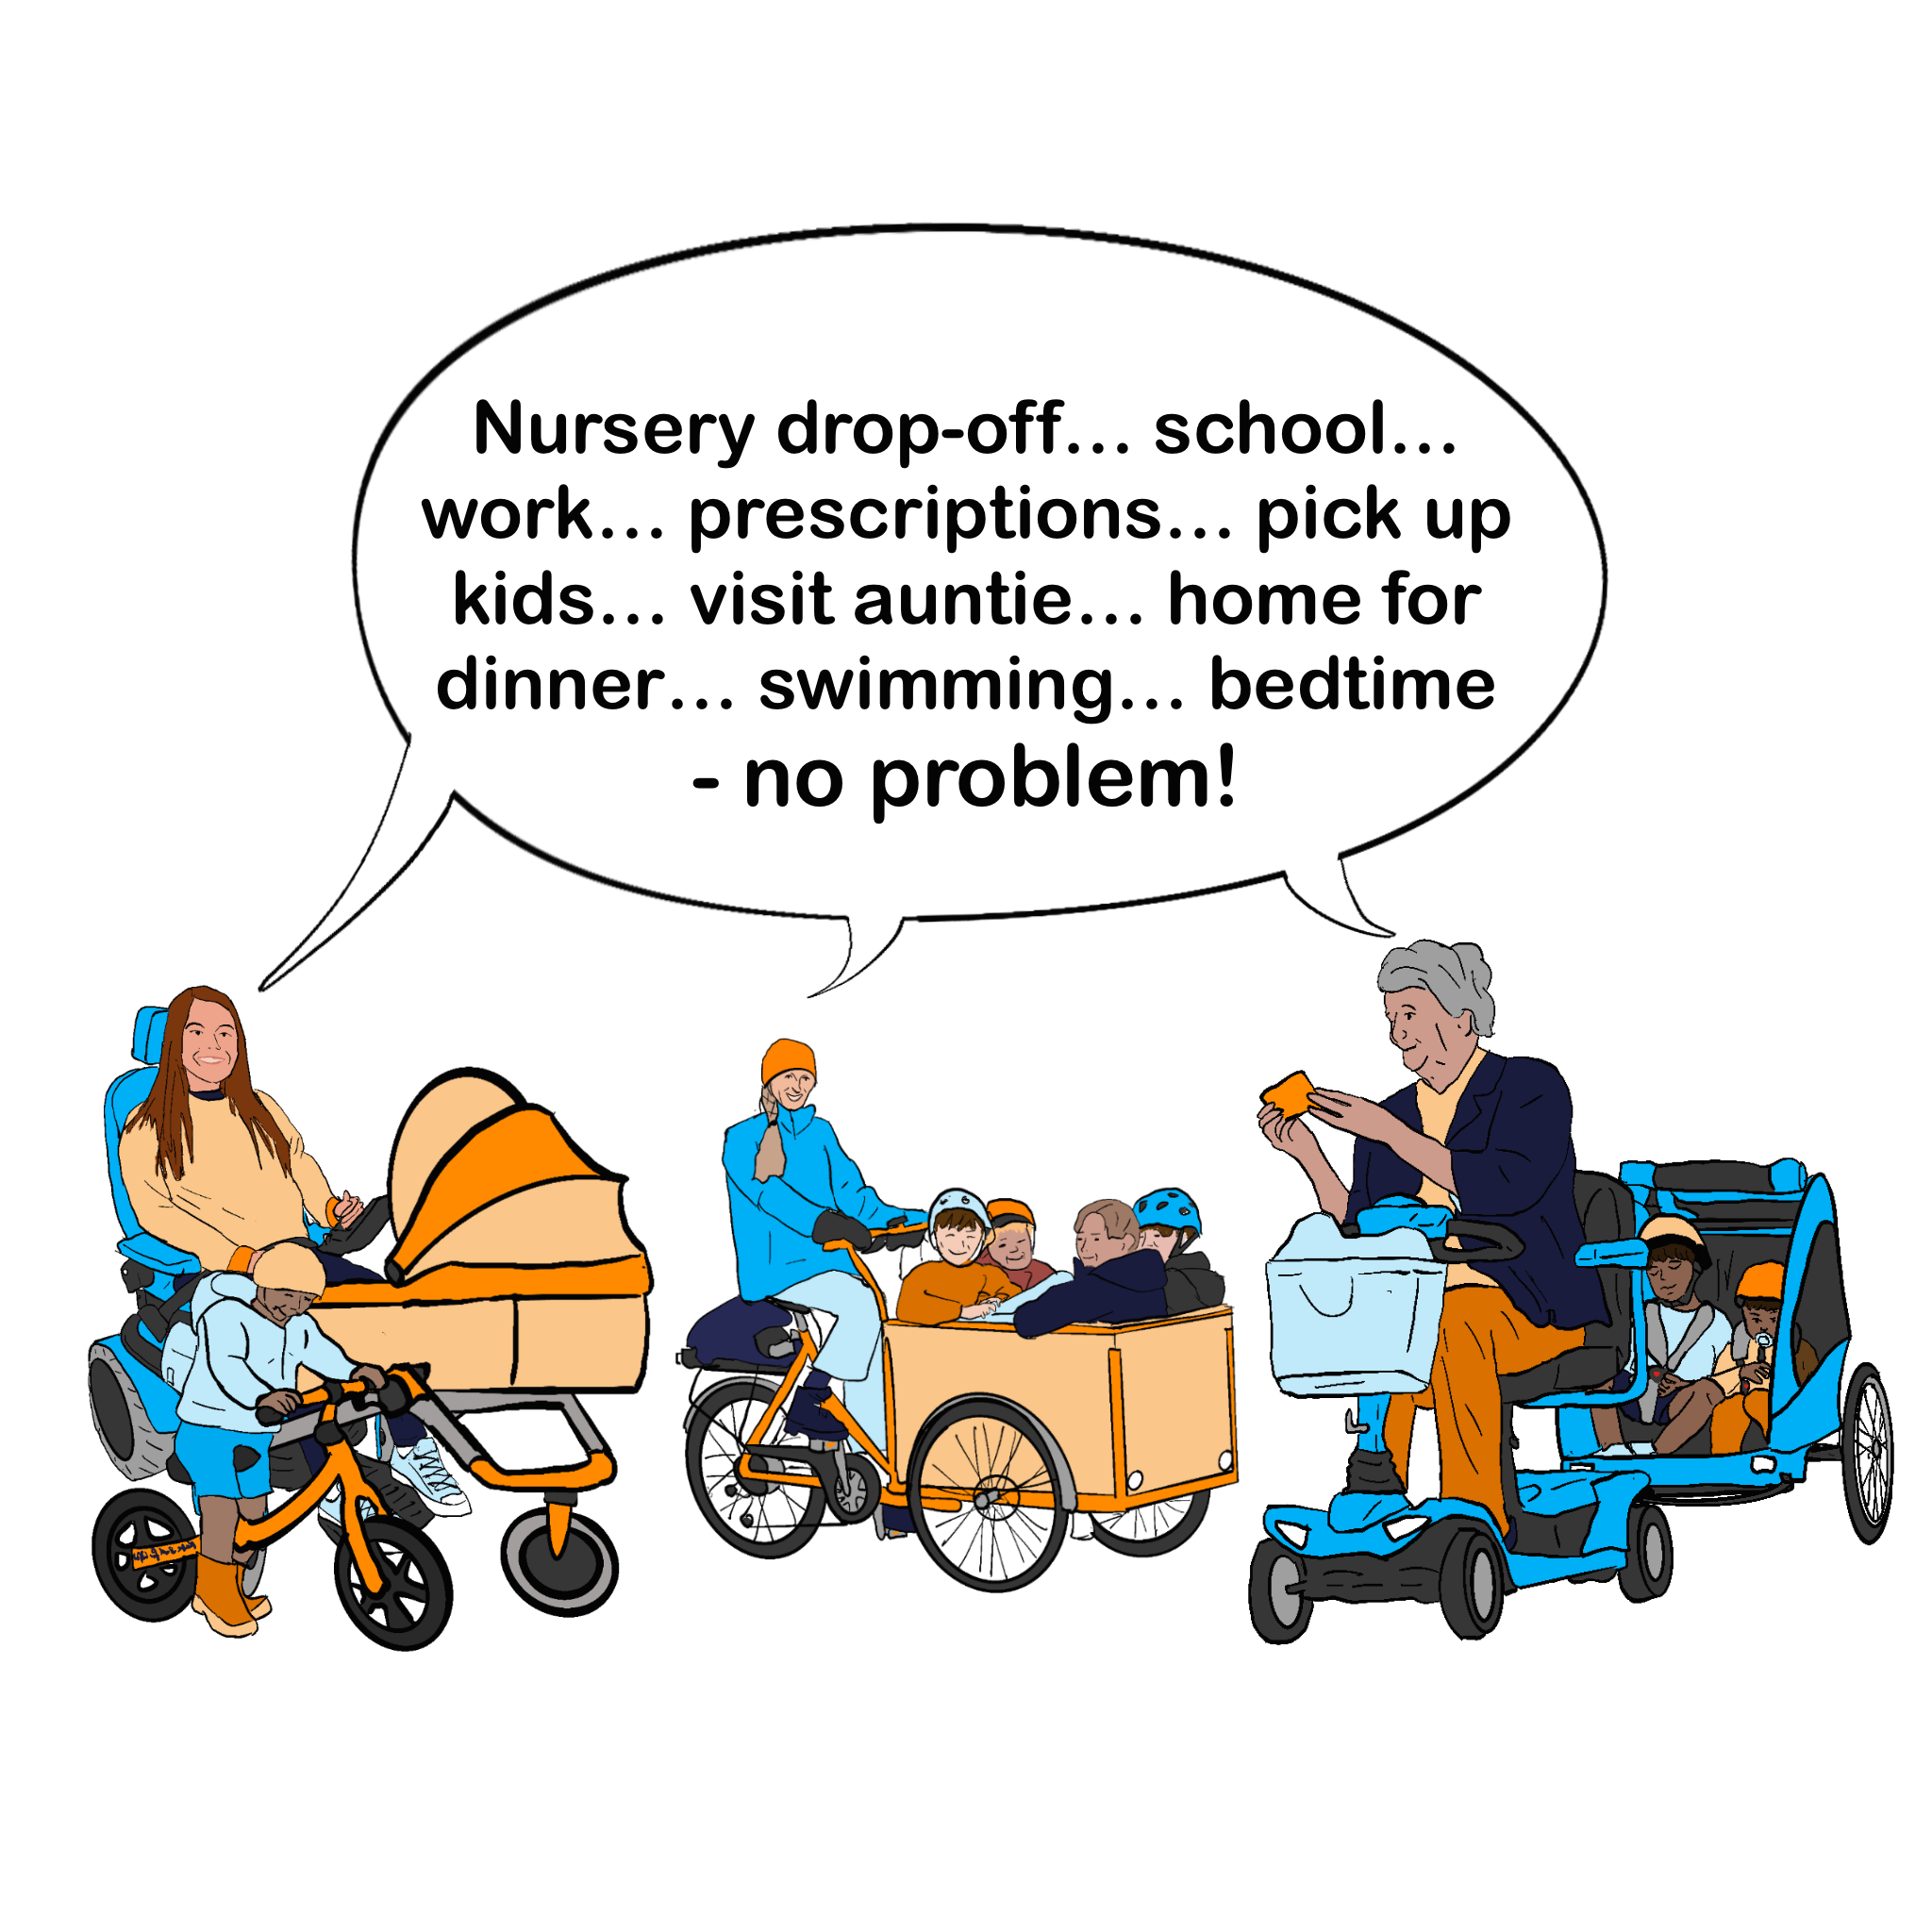 Nursery drop-off... school...
work... prescriptions... pick up
kids... visit auntie... home for
dinner... swimming... bedtime
- no problem!